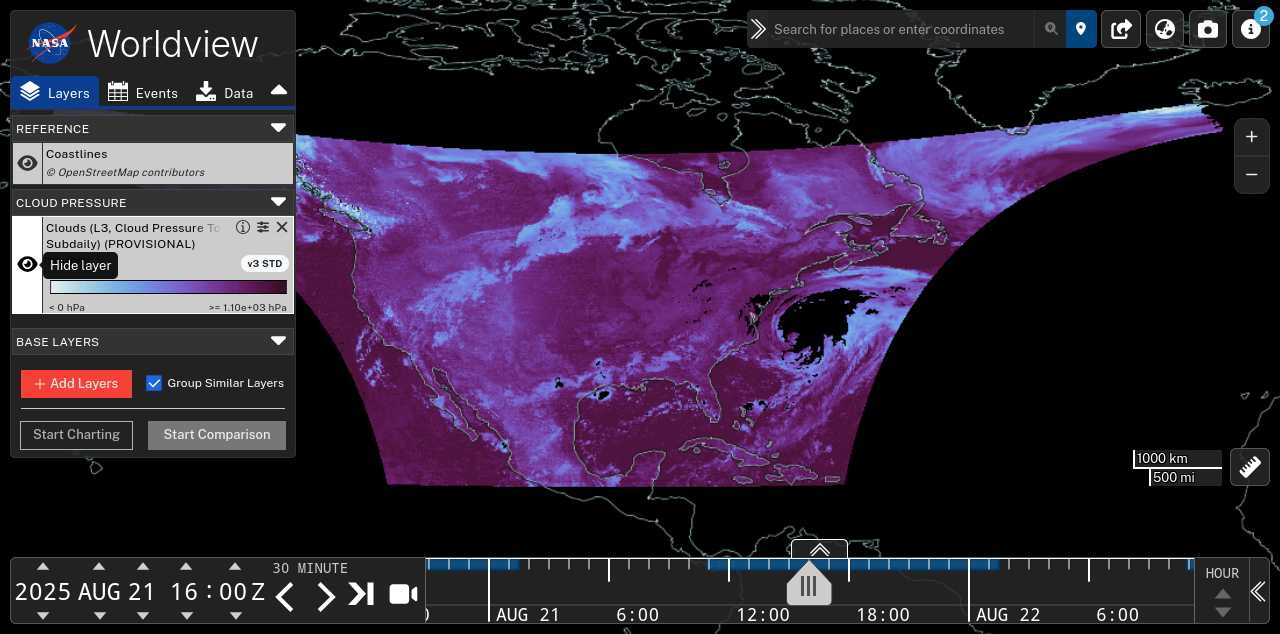 NASA Worldview
Search for places or enter coordinates
2
Layers Events Data
REFERENCE
Coastlines
© OpenStreetMap contributors
CLOUD PRESSURE
Clouds (L3, Cloud Pressure To
Subdaily) (PROVISIONAL)
Hide layer
v3 STD
< 0 hPa >= 1.10e+03 hPa
BASE LAYERS
+ Add Layers Group Similar Layers
Start Charting Start Comparison
+
−
1000 km
500 mi
30 MINUTE
2025 AUG 21 16 : 00 Z
HOUR
AUG 21 6:00 12:00 18:00 AUG 22 6:00